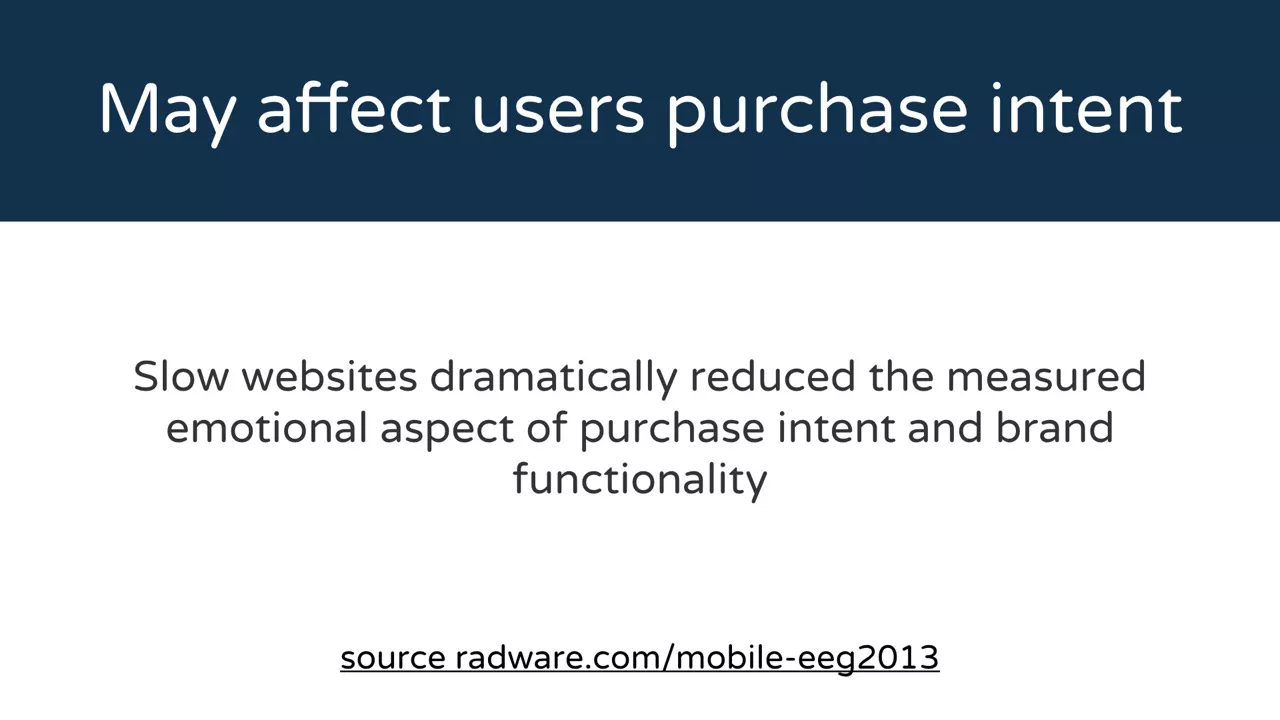 May affect users purchase intent
Slow websites dramatically reduced the measured
emotional aspect of purchase intent and brand
functionality
source radware.com/mobile-eeg2013